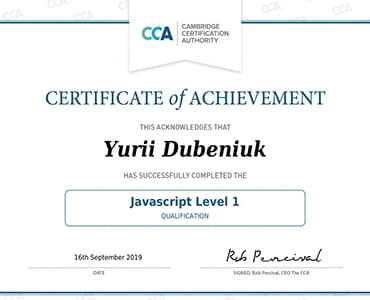 CCA CAMBRIDGE
CERTIFICATION
AUTHORITY
CERTIFICATE of ACHIEVEMENT
THIS ACKNOWLEDGES THAT
Yurii Dubeniuk
HAS SUCCESSFULLY COMPLETED THE
Javascript Level 1
QUALIFICATION
16th September 2019
Rob Percival
DATE
SIGNED: Rob Percival, CEO The CCA